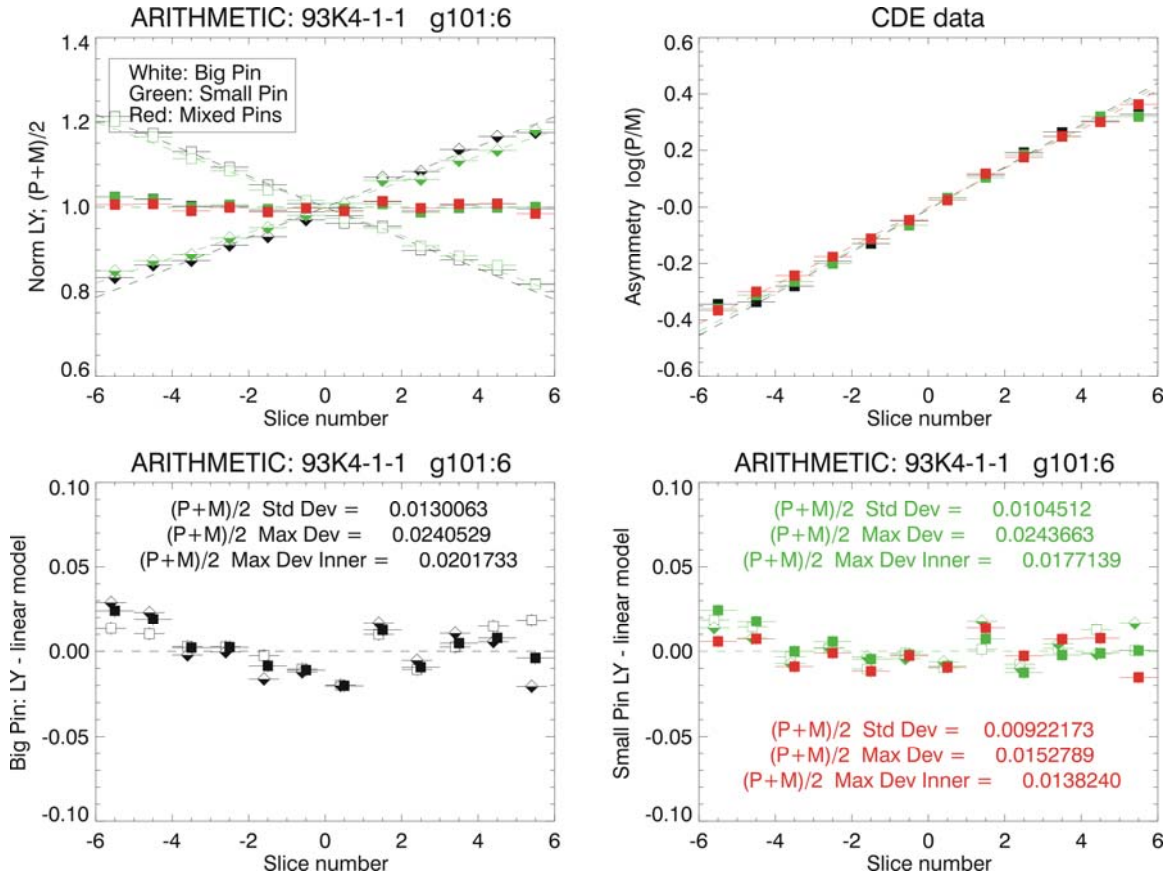 ARITHMETIC: 93K4-1-1 g101:6
Norm LY; (P+M)/2
1.4
1.2
1.0
0.8
0.6
White: Big Pin
Green: Small Pin
Red: Mixed Pins
-6 -4 -2 0 2 4 6
Slice number
CDE data
Asymmetry log(P/M)
0.6
0.4
0.2
-0.0
-0.2
-0.4
-0.6
-6 -4 -2 0 2 4 6
Slice number
ARITHMETIC: 93K4-1-1 g101:6
Big Pin: LY - linear model
0.10
0.05
0.00
-0.05
-0.10
(P+M)/2 Std Dev = 0.0130063
(P+M)/2 Max Dev = 0.0240529
(P+M)/2 Max Dev Inner = 0.0201733
-6 -4 -2 0 2 4 6
Slice number
ARITHMETIC: 93K4-1-1 g101:6
Small Pin LY - linear model
0.10
0.05
0.00
-0.05
-0.10
(P+M)/2 Std Dev = 0.0104512
(P+M)/2 Max Dev = 0.0243663
(P+M)/2 Max Dev Inner = 0.0177139
(P+M)/2 Std Dev = 0.00922173
(P+M)/2 Max Dev = 0.0152789
(P+M)/2 Max Dev Inner = 0.0138240
-6 -4 -2 0 2 4 6
Slice number